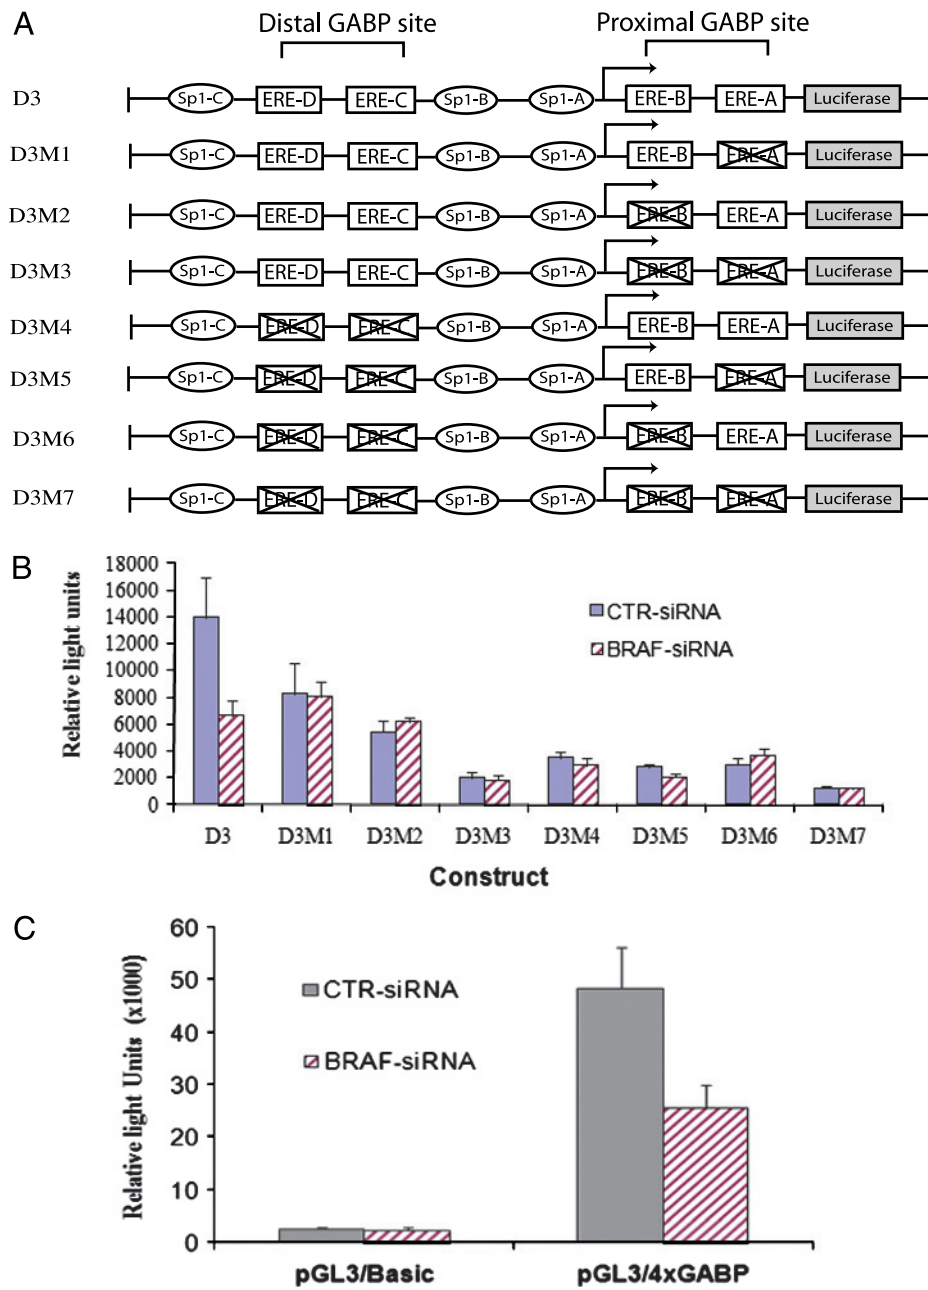 A
Distal GABP site Proximal GABP site
D3 Sp1-C ERE-D ERE-C Sp1-B Sp1-A ERE-B ERE-A Luciferase
D3M1 Sp1-C ERE-D ERE-C Sp1-B Sp1-A ERE-B ERE-A Luciferase
D3M2 Sp1-C ERE-D ERE-C Sp1-B Sp1-A ERE-B ERE-A Luciferase
D3M3 Sp1-C ERE-D ERE-C Sp1-B Sp1-A ERE-B ERE-A Luciferase
D3M4 Sp1-C ERE-D ERE-C Sp1-B Sp1-A ERE-B ERE-A Luciferase
D3M5 Sp1-C ERE-D ERE-C Sp1-B Sp1-A ERE-B ERE-A Luciferase
D3M6 Sp1-C ERE-D ERE-C Sp1-B Sp1-A ERE-B ERE-A Luciferase
D3M7 Sp1-C ERE-D ERE-C Sp1-B Sp1-A ERE-B ERE-A Luciferase
B
Relative light units
18000
16000
14000
12000
10000
8000
6000
4000
2000
0
CTR-siRNA
BRAF-siRNA
D3 D3M1 D3M2 D3M3 D3M4 D3M5 D3M6 D3M7
Construct
C
Relative light Units (x1000)
60
50
40
30
20
10
0
CTR-siRNA
BRAF-siRNA
pGL3/Basic pGL3/4xGABP